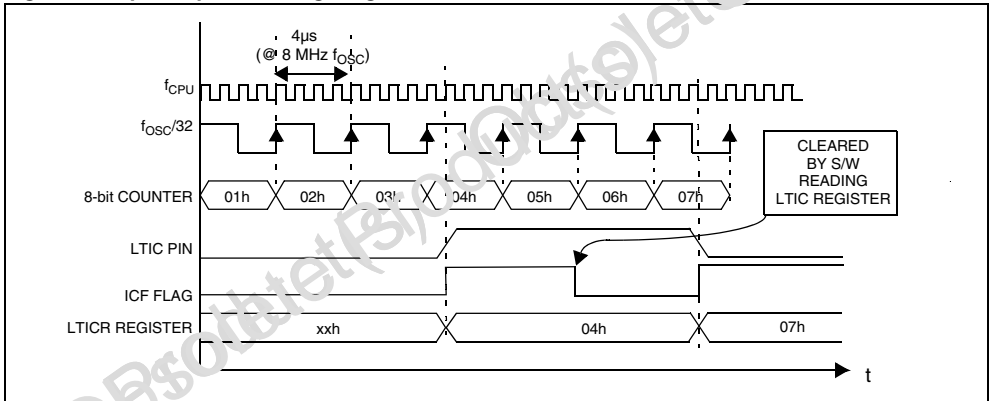 4µs
(@ 8 MHz fOSC)
fCPU
fOSC/32
8-bit COUNTER 01h 02h 03h 04h 05h 06h 07h
LTIC PIN
ICF FLAG
LTICR REGISTER xxh 04h 07h
CLEARED
BY S/W
READING
LTIC REGISTER
t